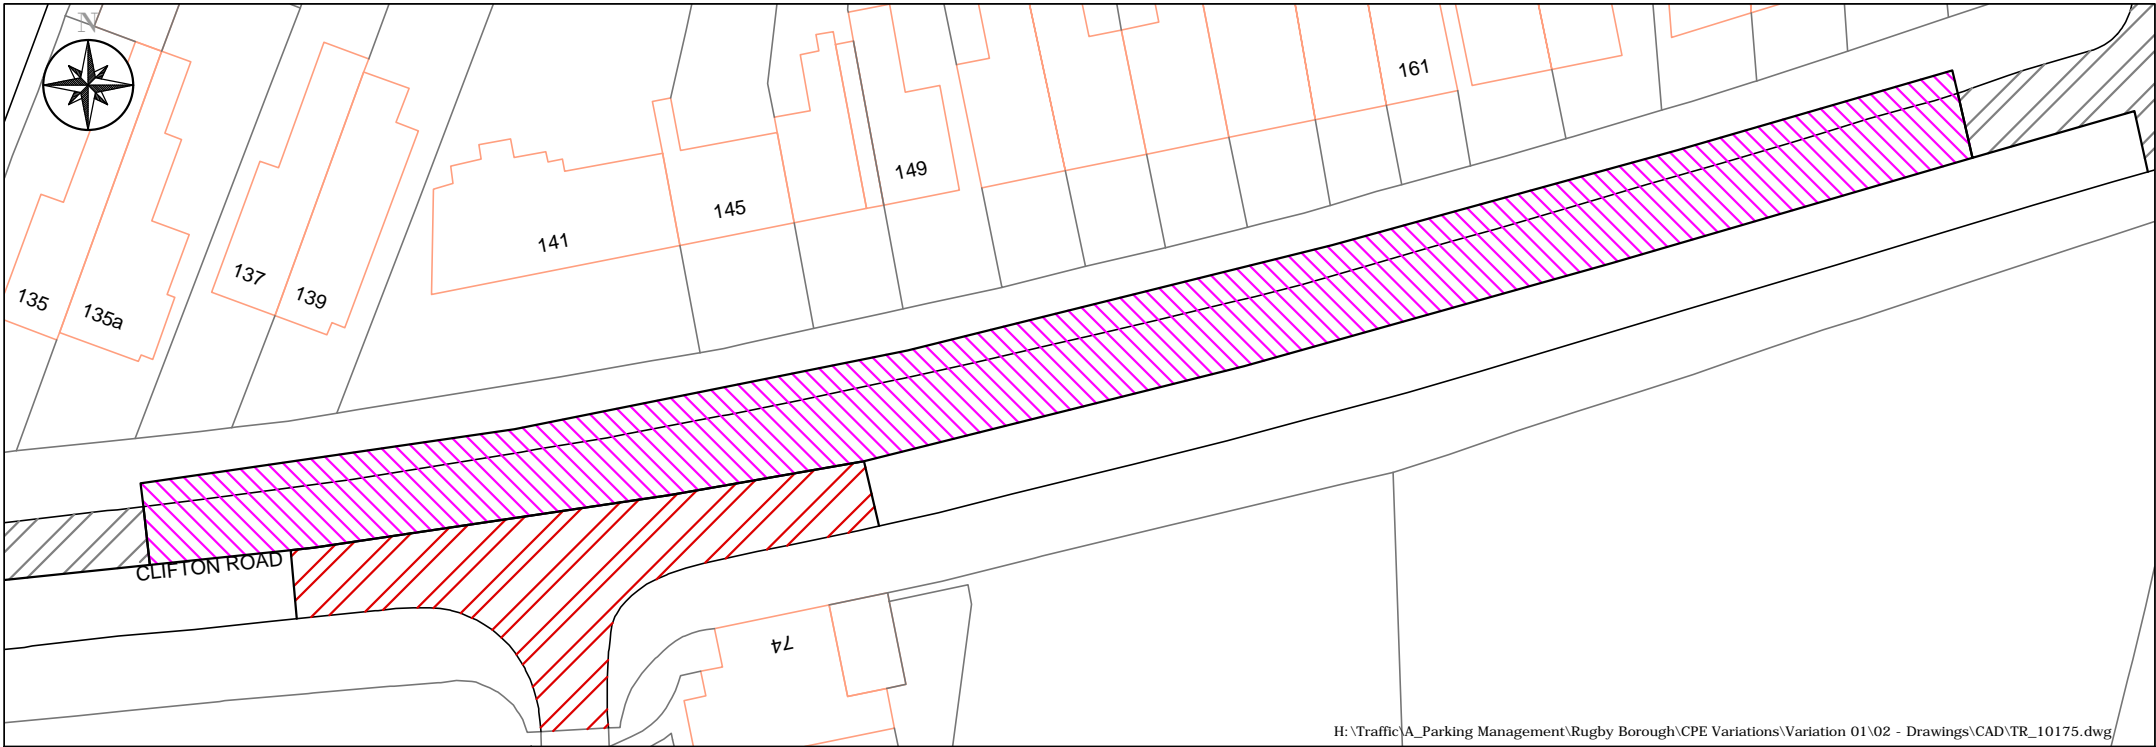 N
161
149
145
141
137
139
135
135a
CLIFTON ROAD
74
H:\Traffic\A_Parking Management\Rugby Borough\CPE Variations\Variation 01\02 - Drawings\CAD\TR_10175.dwg